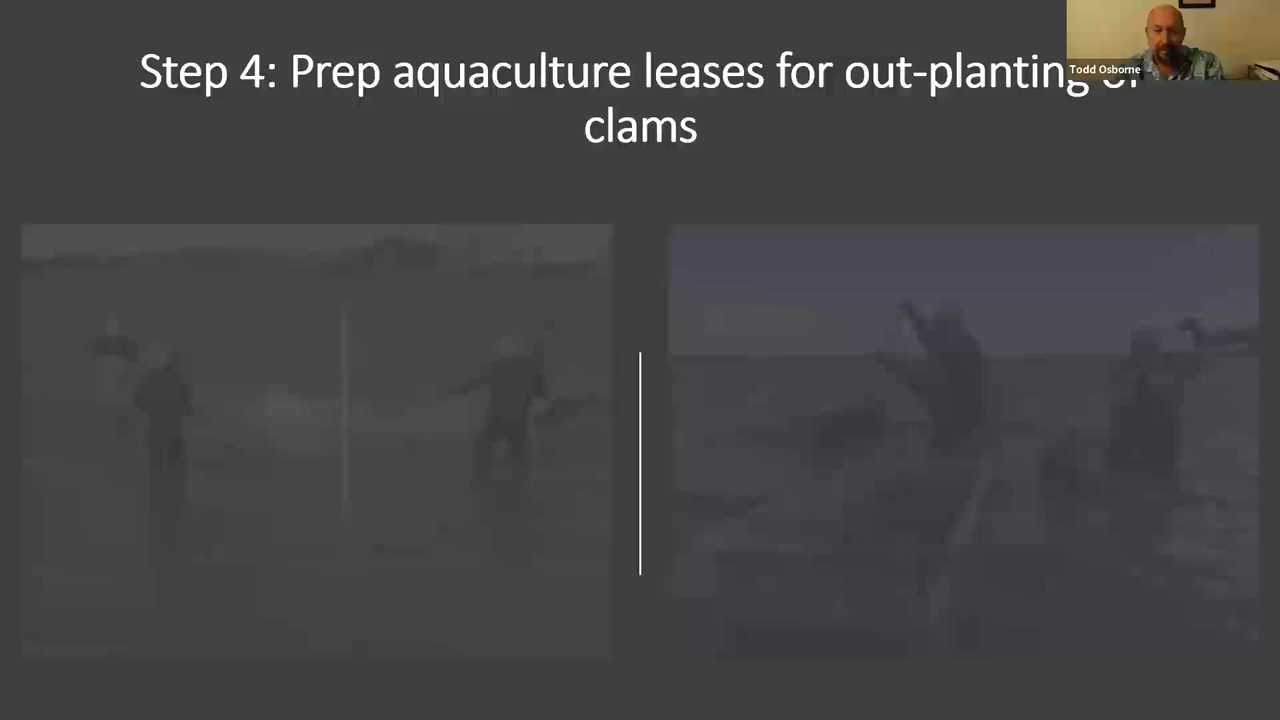 Step 4: Prep aquaculture leases for out-planting of
clams
Todd Osborne